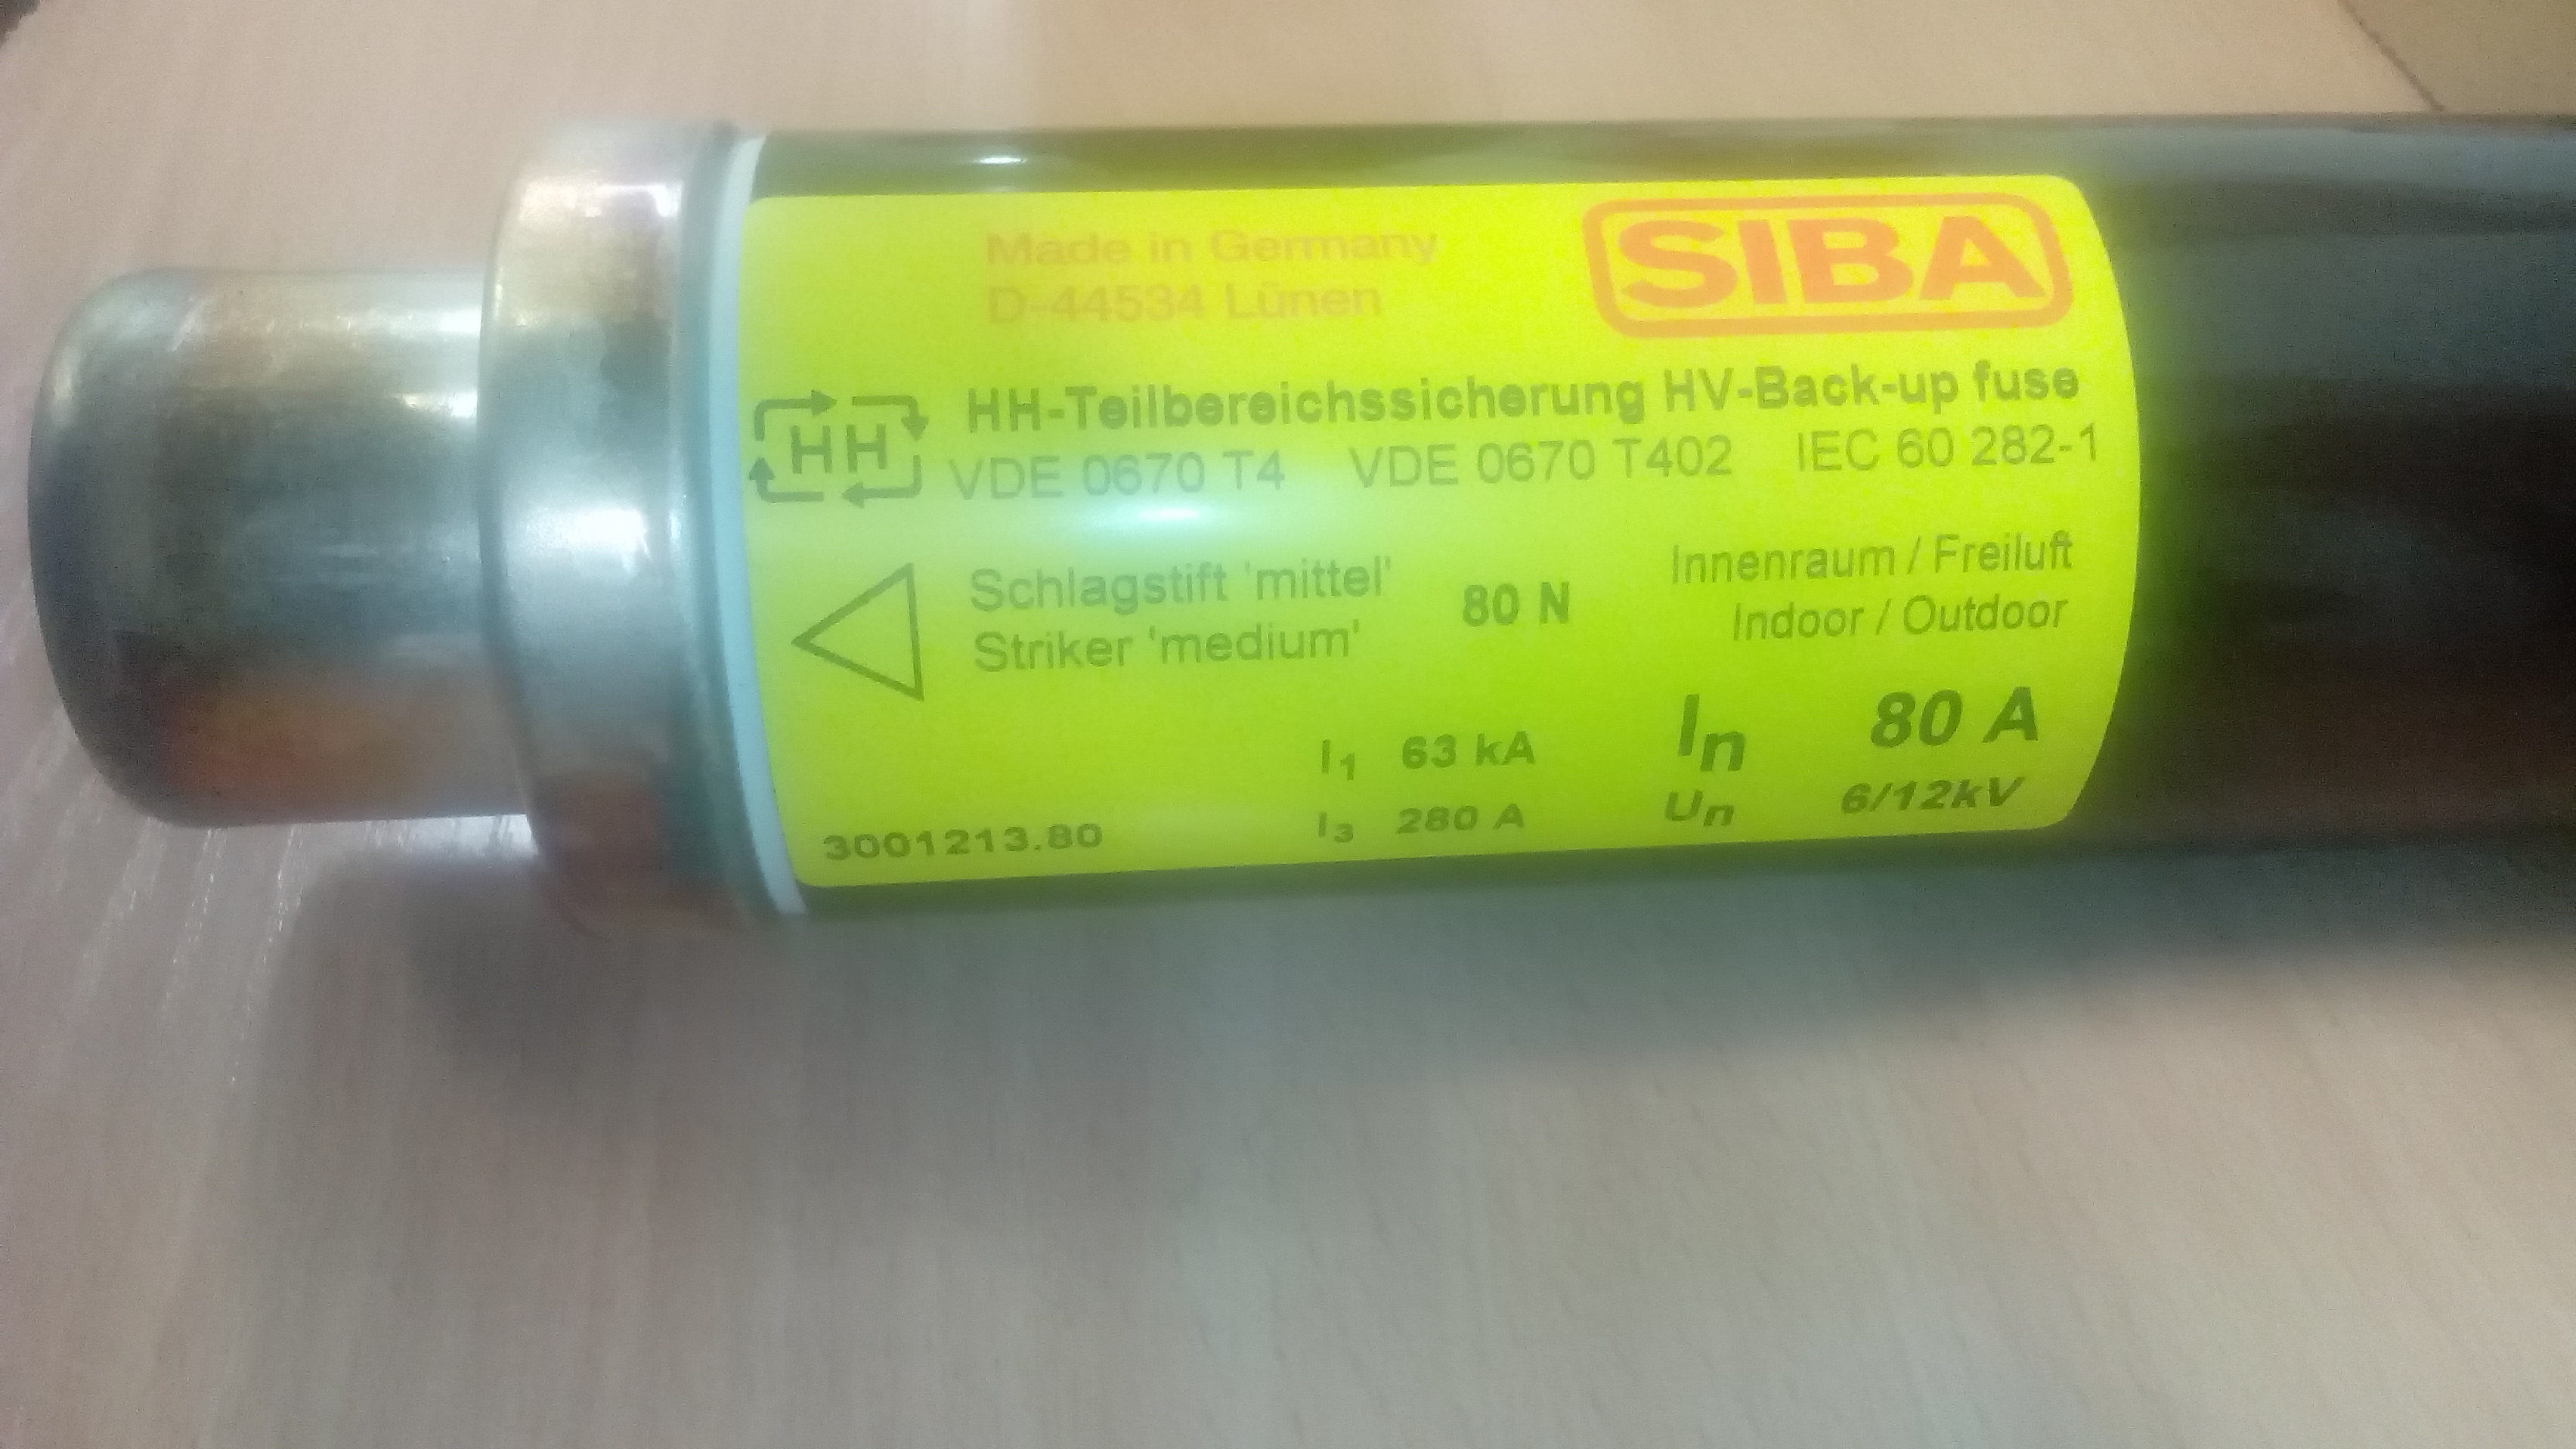 Made in Germany
D-44534 Lünen
SIBA
HH
HH-Teilbereichssicherung HV-Back-up fuse
VDE 0670 T4 VDE 0670 T402 IEC 60 282-1
Schlagstift 'mittel'
Striker 'medium'
80 N
Innenraum / Freiluft
Indoor / Outdoor
I1 63 kA
In 80 A
3001213.80
I3 280 A
Un 6/12kV